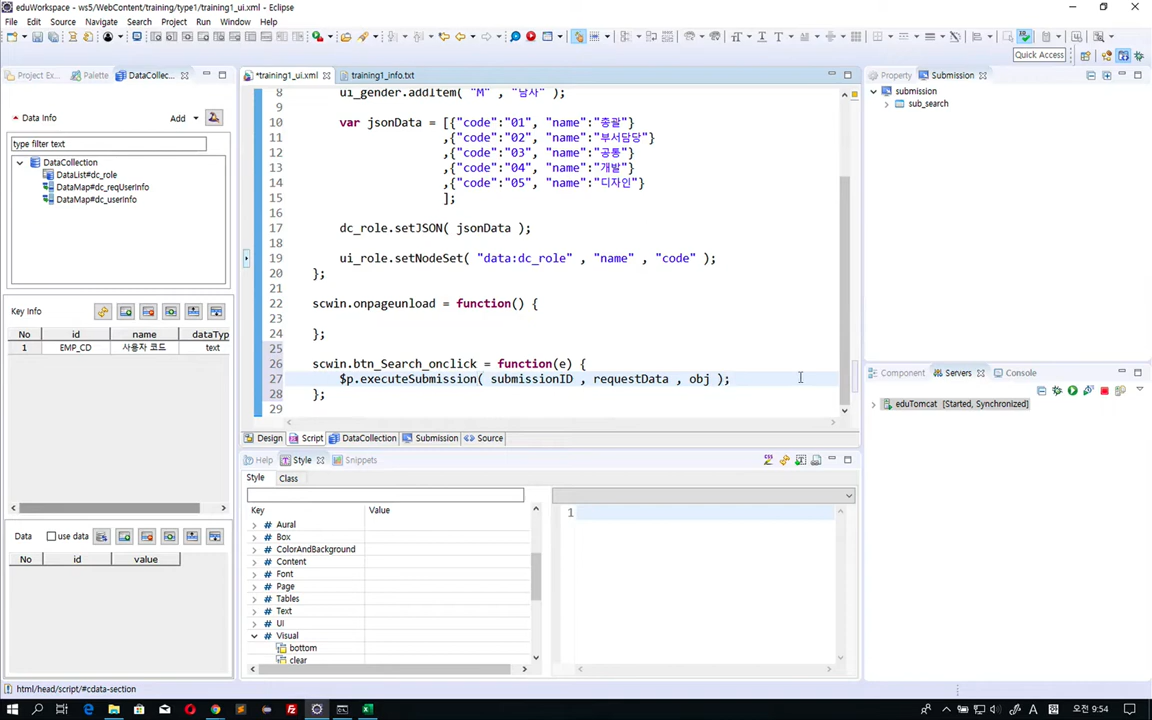 eduWorkspace - ws5/WebContent/training/type1/training1_ui.xml - Eclipse
File Edit Source Navigate Search Project Run Window Help
Quick Access
Project Ex... Palette DataCollec...
*training1_ui.xml training1_info.txt
Property Submission
Data Info Add
type filter text
DataCollection
DataList#dc_role
DataMap#dc_reqUserInfo
DataMap#dc_userinfo
Key Info
No id name dataTyp
1 EMP_CD 사용자 코드 text
Data use data
No id value
8 ui_gender.addItem( "M" , "남사" );
9
10 var jsonData = [{"code":"01", "name":"총괄"}
11 ,{"code":"02", "name":"부서담당"}
12 ,{"code":"03", "name":"공통"}
13 ,{"code":"04", "name":"개발"}
14 ,{"code":"05", "name":"디자인"}
15 ];
16
17 dc_role.setJSON( jsonData );
18
19 ui_role.setNodeSet( "data:dc_role" , "name" , "code" );
20 };
21
22 scwin.onpageunload = function() {
23
24 };
25
26 scwin.btn_Search_onclick = function(e) {
27 $p.executeSubmission( submissionID , requestData , obj );
28 };
29
Design Script DataCollection Submission Source
Help Style Snippets
Style Class
Key Value
Aural
Box
ColorAndBackground
Content
Font
Page
Tables
Text
UI
Visual
bottom
clear
1
submission
sub_search
Component Servers Console
eduTomcat [Started, Synchronized]
html/head/script/#cdata-section
A 오전 9:54